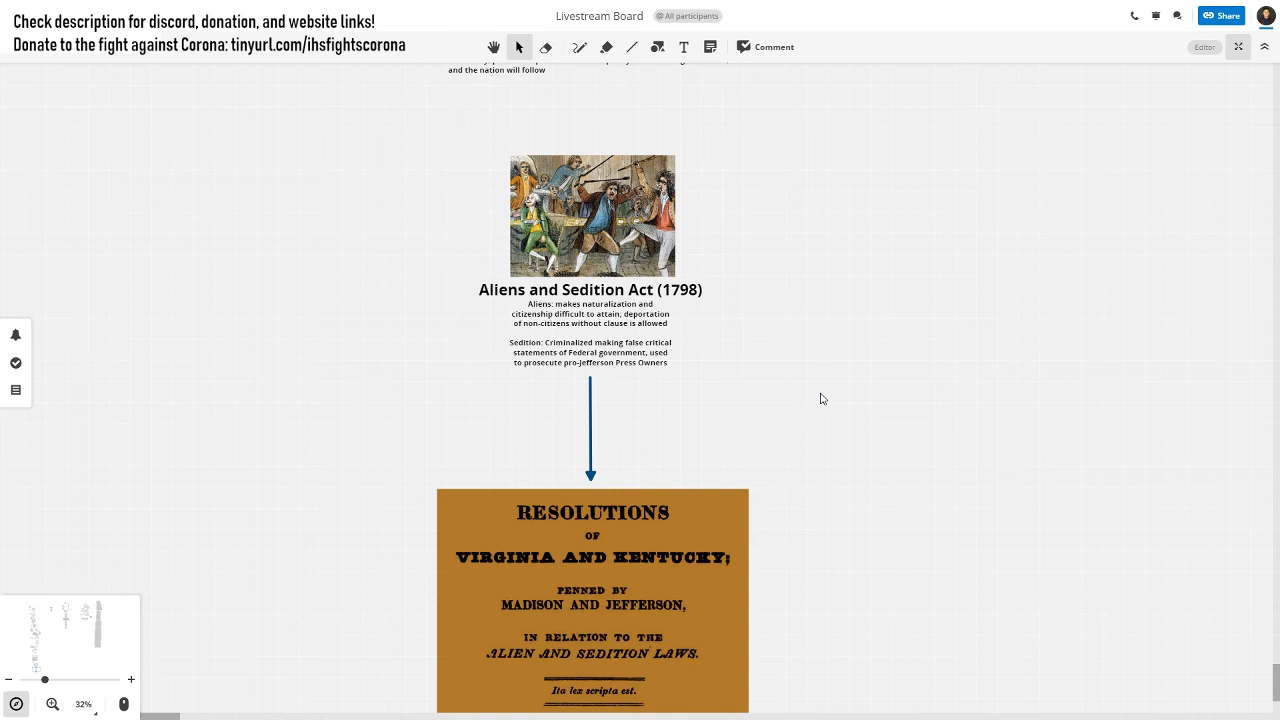 Check description for discord, donation, and website links!
Donate to the fight against Corona: tinyurl.com/ihsfightscorona
Livestream Board
@ All participants
Share
Comment
Editor
and the nation will follow
Aliens and Sedition Act (1798)
Aliens: makes naturalization and
citizenship difficult to attain; deportation
of non-citizens without clause is allowed
Sedition: Criminalized making false critical
statements of Federal government, used
to prosecute pro-Jefferson Press Owners
RESOLUTIONS
OF
VIRGINIA AND KENTUCKY;
PENNED BY
MADISON AND JEFFERSON,
IN RELATION TO THE
ALIEN AND SEDITION LAWS.
Ita lex scripta est.
32%